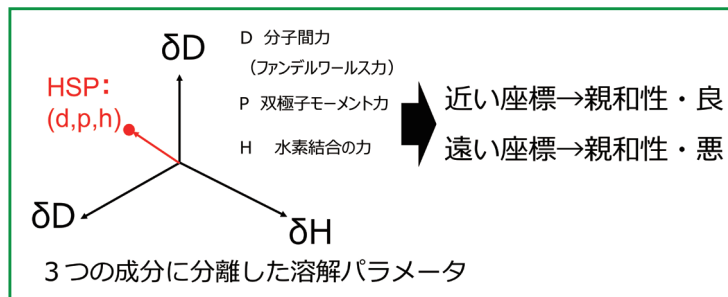 δD
D 分子間力
(ファンデルワールス力)
HSP:
(d,p,h)
P 双極子モーメント力
H 水素結合の力
近い座標→親和性・良
遠い座標→親和性・悪
δD
δH
3つの成分に分離した溶解パラメータ